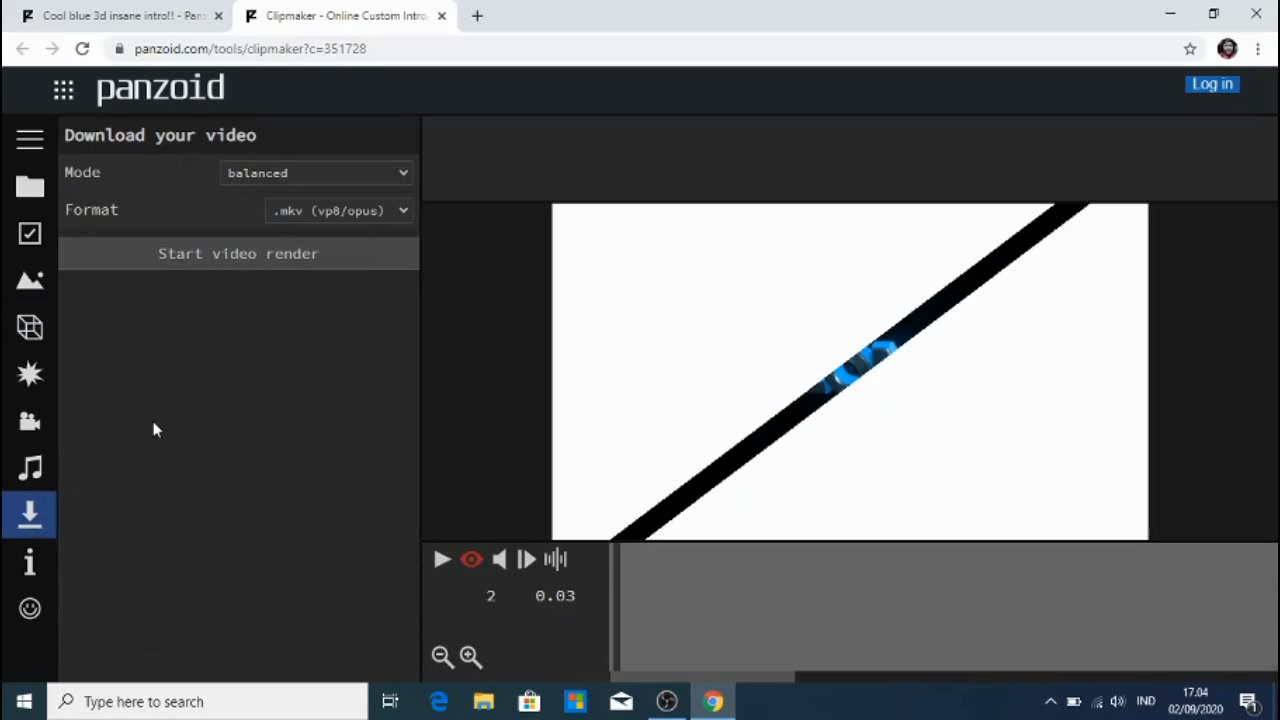 Cool blue 3d insane intro!! - Pan
Clipmaker - Online Custom Intro,
panzoid.com/tools/clipmaker?c=351728
panzoid
Log in
Download your video
Mode
balanced
Format
.mkv (vp8/opus)
Start video render
2
0.03
Type here to search
IND
17.04
02/09/2020
1